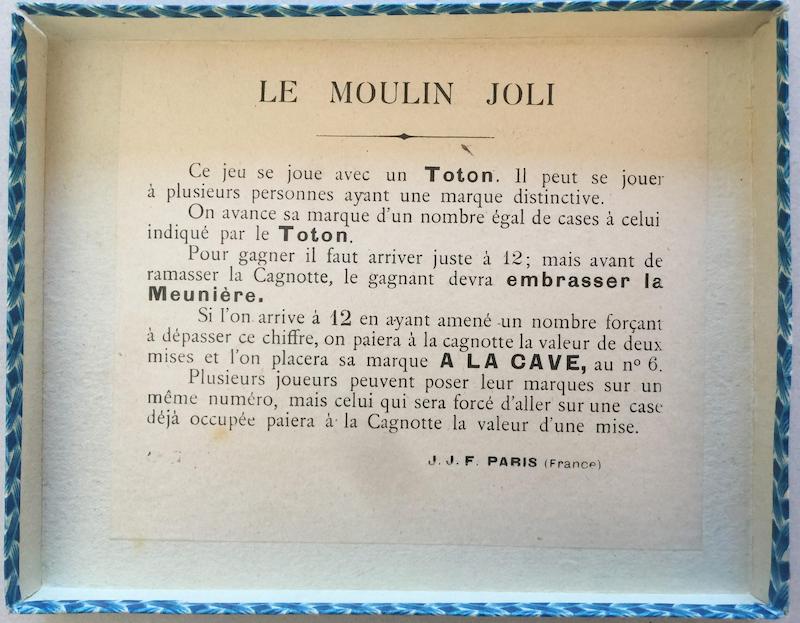 LE MOULIN JOLI
Ce jeu se joue avec un Toton. Il peut se jouer
à plusieurs personnes ayant une marque distinctive.
On avance sa marque d'un nombre égal de cases à celui
indiqué par le Toton.
Pour gagner il faut arriver juste à 12; mais avant de
ramasser la Cagnotte, le gagnant devra embrasser la
Meunière.
Si l'on arrive à 12 en ayant amené un nombre forçant
à dépasser ce chiffre, on paiera à la cagnotte la valeur de deux
mises et l'on placera sa marque A LA CAVE, au nº 6.
Plusieurs joueurs peuvent poser leur marques sur un
même numéro, mais celui qui sera forcé d'aller sur une case
déjà occupée paiera à la Cagnotte la valeur d'une mise.
J. J. F. PARIS (France)